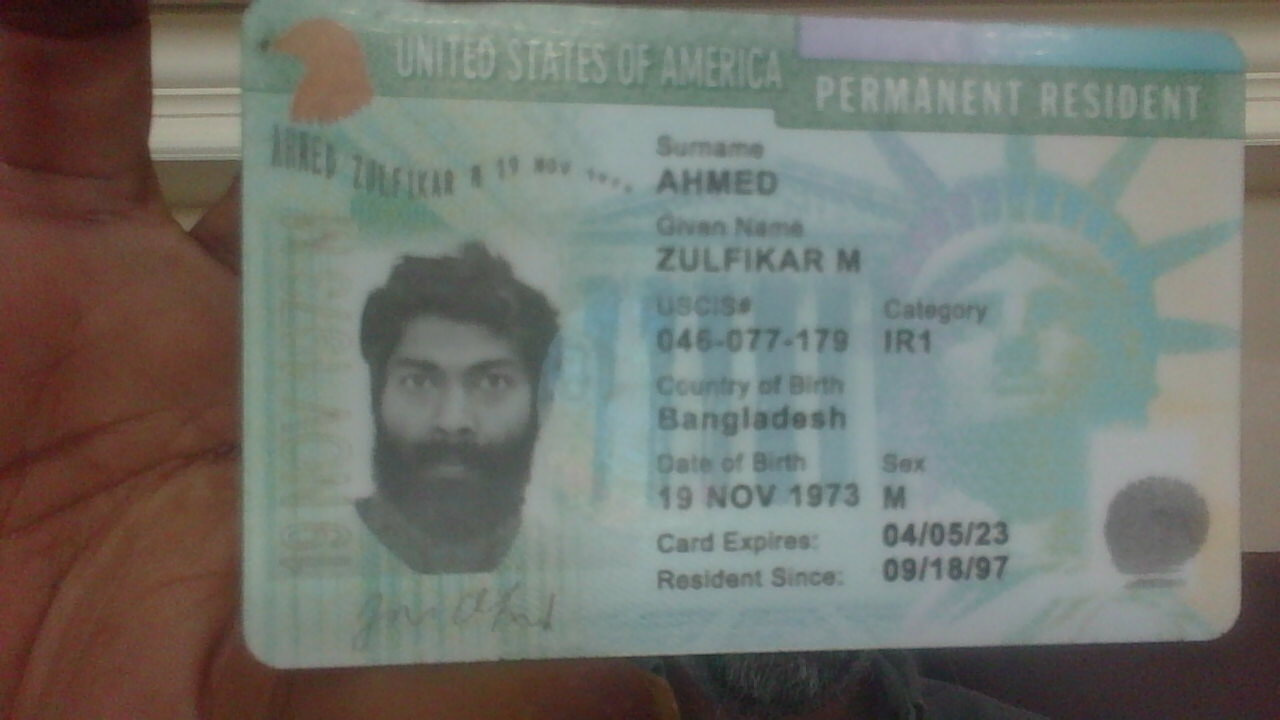 UNITED STATES OF AMERICA
PERMANENT RESIDENT
AHMED ZULFIKAR M 19 NOV
Surname
AHMED
Given Name
ZULFIKAR M
USCIS# Category
046-077-179 IR1
Country of Birth
Bangladesh
Date of Birth Sex
19 NOV 1973 M
Card Expires: 04/05/23
Resident Since: 09/18/97
19 NOV